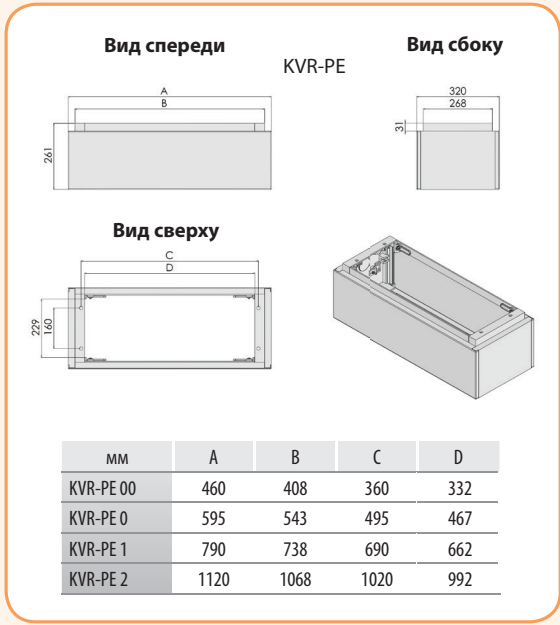 Вид спереди
KVR-PE
Вид сбоку
A
B
261
320
268
31
Вид сверху
C
D
229
160
мм A B C D
KVR-PE 00 460 408 360 332
KVR-PE 0 595 543 495 467
KVR-PE 1 790 738 690 662
KVR-PE 2 1120 1068 1020 992